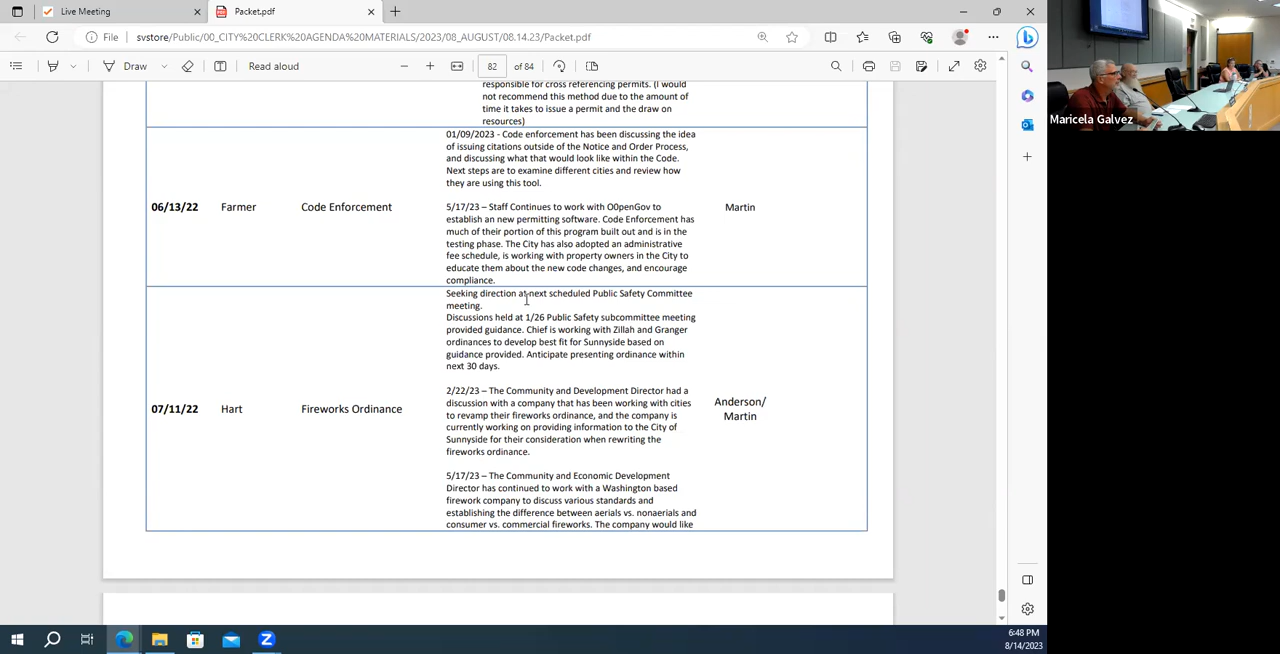 Live Meeting
Packet.pdf
File
svstore/Public/00_CITY%20CLERK%20AGENDA%20MATERIALS/2023/08_AUGUST/08.14.23/Packet.pdf
Draw
Read aloud
82 of 84
responsible for cross referencing permits. (I would
not recommend this method due to the amount of
time it takes to issue a permit and the draw on
resources)
06/13/22
Farmer
Code Enforcement
01/09/2023 - Code enforcement has been discussing the idea
of issuing citations outside of the Notice and Order Process,
and discussing what that would look like within the Code.
Next steps are to examine different cities and review how
they are using this tool.
5/17/23 – Staff Continues to work with O0penGov to
establish an new permitting software. Code Enforcement has
much of their portion of this program built out and is in the
testing phase. The City has also adopted an administrative
fee schedule, is working with property owners in the City to
educate them about the new code changes, and encourage
compliance.
Martin
07/11/22
Hart
Fireworks Ordinance
Seeking direction at next scheduled Public Safety Committee
meeting.
Discussions held at 1/26 Public Safety subcommittee meeting
provided guidance. Chief is working with Zillah and Granger
ordinances to develop best fit for Sunnyside based on
guidance provided. Anticipate presenting ordinance within
next 30 days.
2/22/23 – The Community and Development Director had a
discussion with a company that has been working with cities
to revamp their fireworks ordinance, and the company is
currently working on providing information to the City of
Sunnyside for their consideration when rewriting the
fireworks ordinance.
5/17/23 – The Community and Economic Development
Director has continued to work with a Washington based
firework company to discuss various standards and
establishing the difference between aerials vs. nonaerials and
consumer vs. commercial fireworks. The company would like
Anderson/
Martin
Maricela Galvez
6:48 PM
8/14/2023